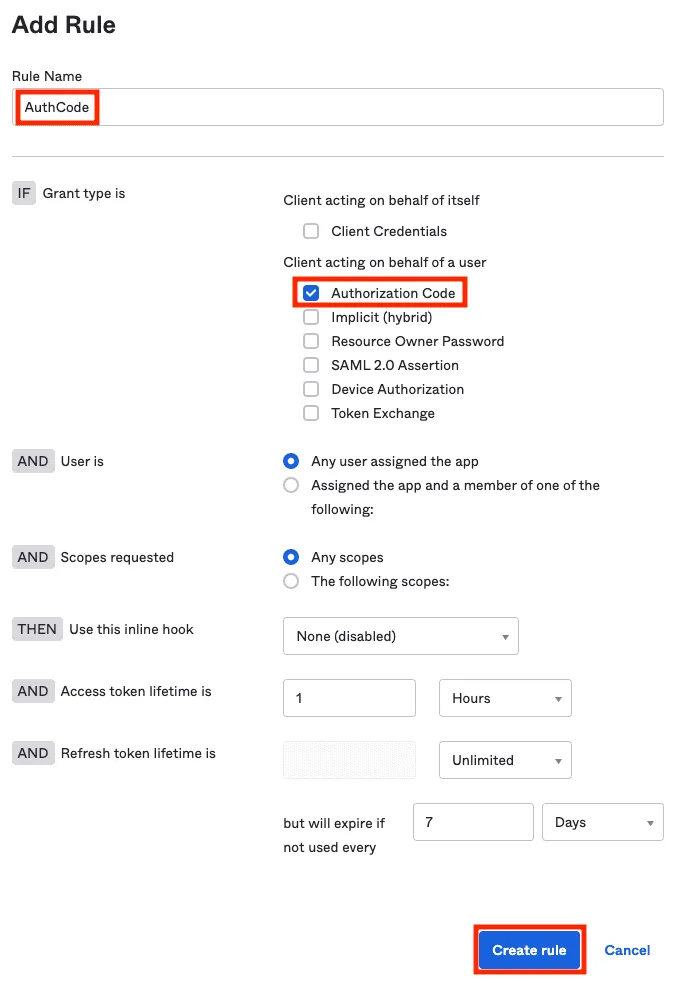 Add Rule
Rule Name
AuthCode
IF Grant type is
Client acting on behalf of itself
Client Credentials
Client acting on behalf of a user
Authorization Code
Implicit (hybrid)
Resource Owner Password
SAML 2.0 Assertion
Device Authorization
Token Exchange
AND User is
Any user assigned the app
Assigned the app and a member of one of the
following:
AND Scopes requested
Any scopes
The following scopes:
THEN Use this inline hook
None (disabled)
AND Access token lifetime is
1 Hours
AND Refresh token lifetime is
Unlimited
but will expire if
not used every
7 Days
Create rule Cancel